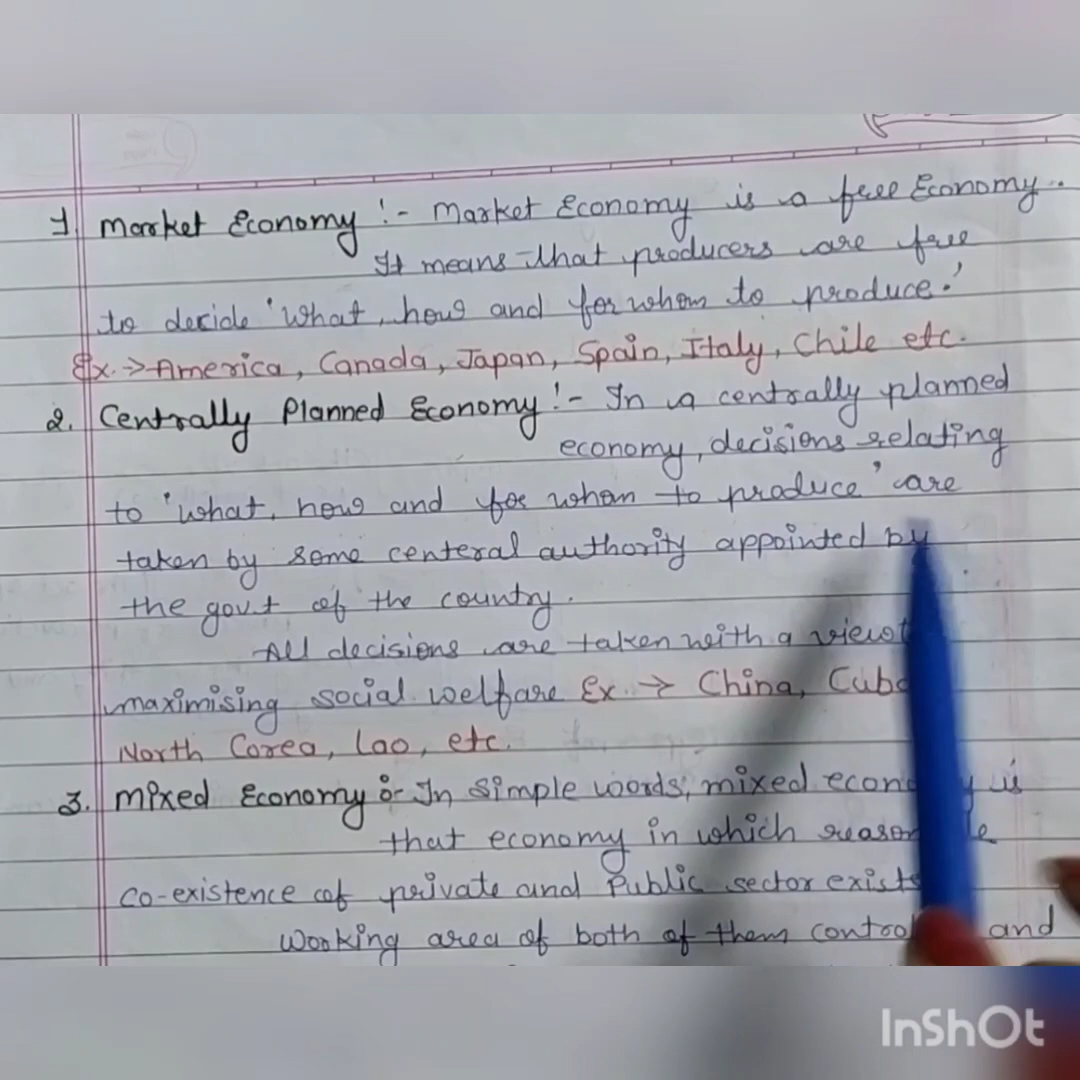 1. Market Economy :- Market Economy is a free Economy.
It means that producers are free
to decide 'what, how and for whom to produce.'
Ex. → America, Canada, Japan, Spain, Italy, Chile etc.
2. Centrally Planned Economy :- In a centrally planned
economy, decisions relating
to 'what, how and for whom to produce' are
taken by some centeral authority appointed by
the govt of the country.
All decisions are taken with a view
maximising social welfare Ex. → China,
North Corea, Lao, etc.
3. Mixed Economy :- In simple words, mixed is
that economy in which
co-existence of private and Public sector
Working area of both of them and
InShOt